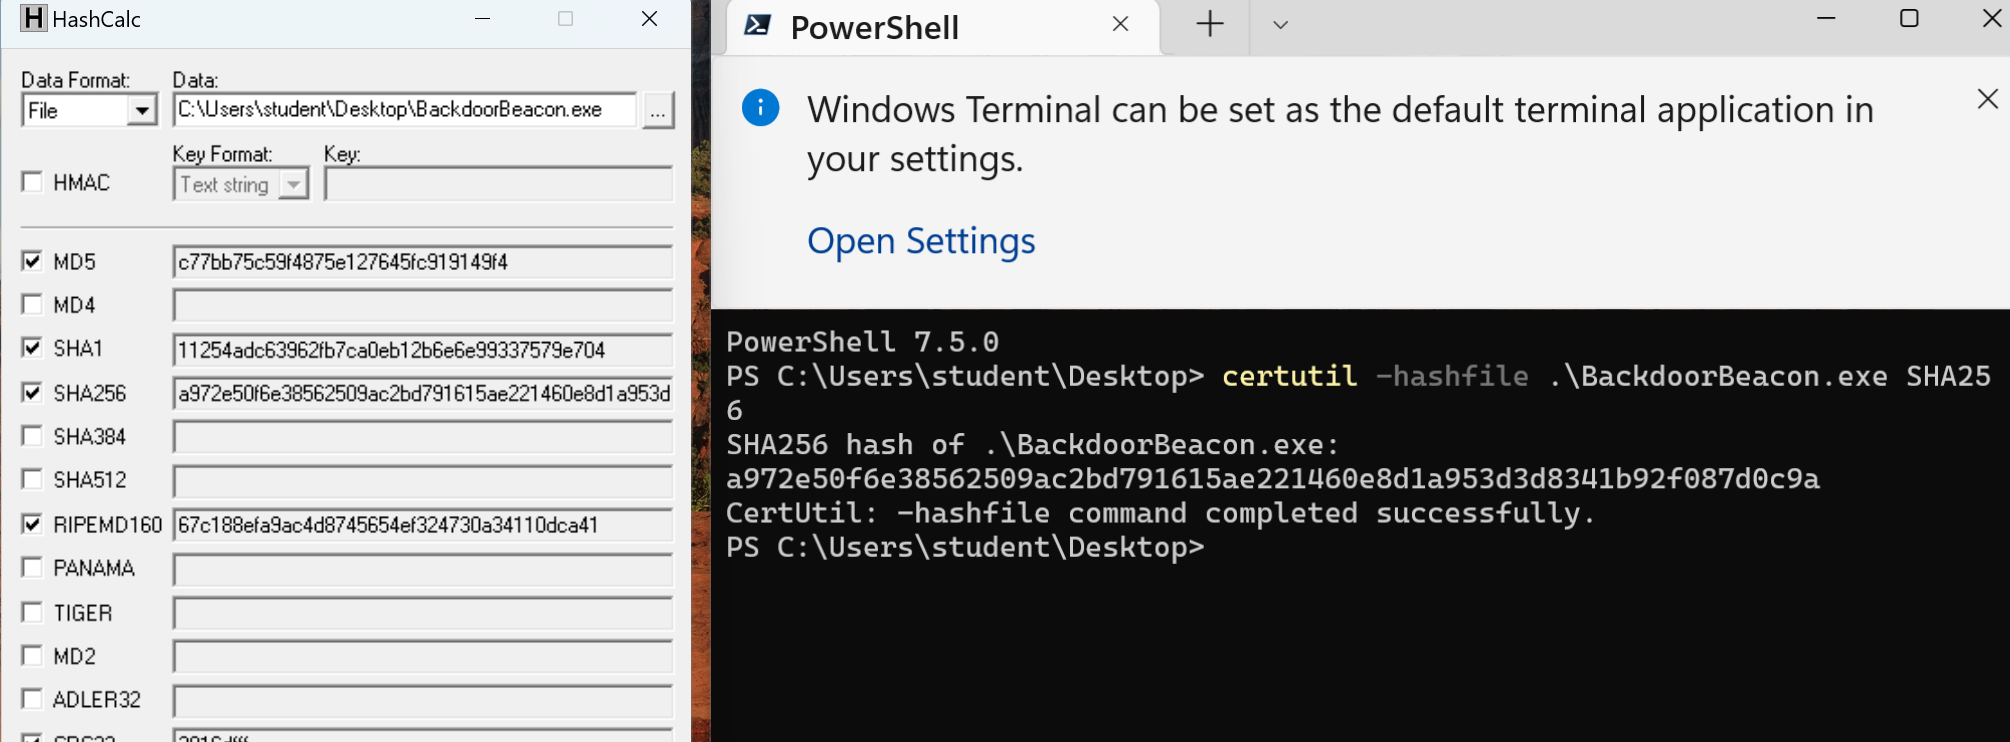 HashCalc
Data Format:
Data:
File
C:\Users\student\Desktop\BackdoorBeacon.exe
...
Key Format:
Key:
HMAC
Text string
MD5
c77bb75c59f4875e127645fc919149f4
MD4
SHA1
11254adc63962fb7ca0eb12b6e6e99337579e704
SHA256
a972e50f6e38562509ac2bd791615ae221460e8d1a953d
SHA384
SHA512
RIPEMD160
67c188efa9ac4d8745654ef324730a34110dca41
PANAMA
TIGER
MD2
ADLER32
PowerShell
Windows Terminal can be set as the default terminal application in
your settings.
Open Settings
PowerShell 7.5.0
PS C:\Users\student\Desktop> certutil -hashfile .\BackdoorBeacon.exe SHA25
6
SHA256 hash of .\BackdoorBeacon.exe:
a972e50f6e38562509ac2bd791615ae221460e8d1a953d3d8341b92f087d0c9a
CertUtil: -hashfile command completed successfully.
PS C:\Users\student\Desktop>